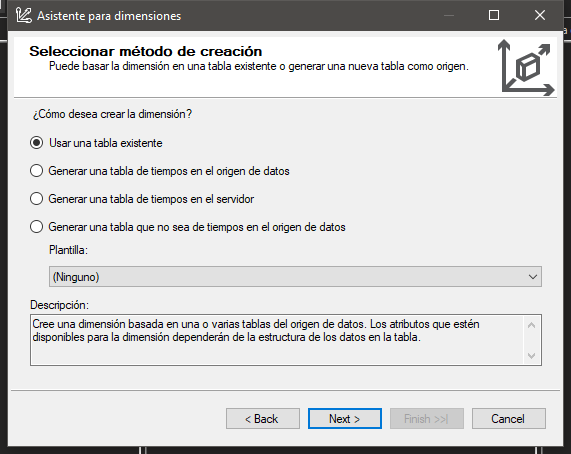 Asistente para dimensiones
Seleccionar método de creación
Puede basar la dimensión en una tabla existente o generar una nueva tabla como origen.
¿Cómo desea crear la dimensión?
Usar una tabla existente
Generar una tabla de tiempos en el origen de datos
Generar una tabla de tiempos en el servidor
Generar una tabla que no sea de tiempos en el origen de datos
Plantilla:
(Ninguno)
Descripción:
Cree una dimensión basada en una o varias tablas del origen de datos. Los atributos que estén
disponibles para la dimensión dependerán de la estructura de los datos en la tabla.
< Back Next > Finish >>| Cancel